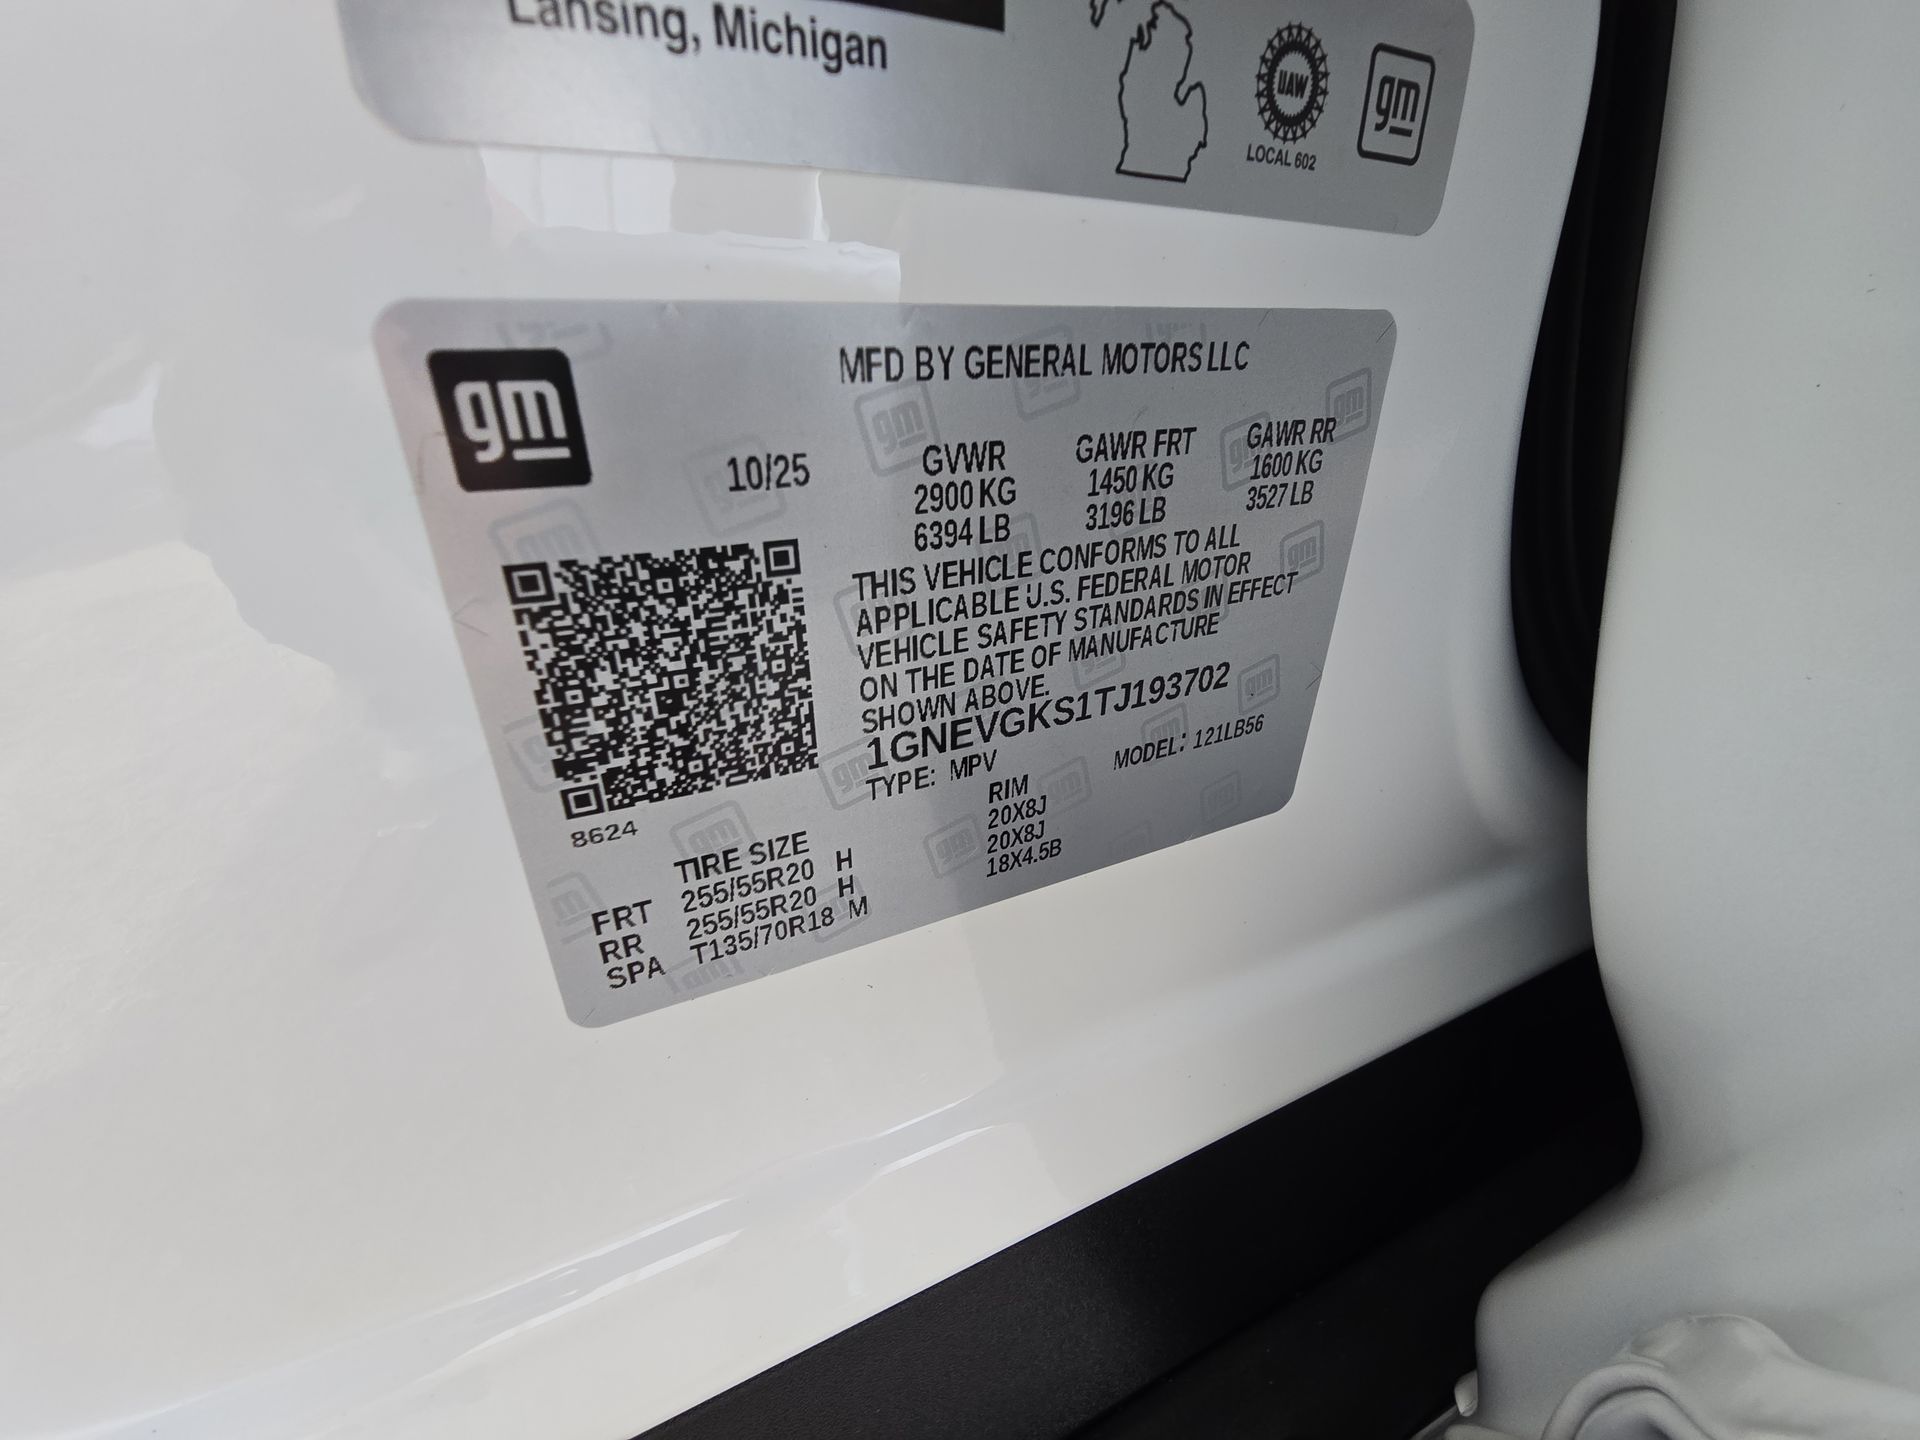 Lansing, Michigan
UAW
LOCAL 602
gm
gm
MFD BY GENERAL MOTORS LLC
10/25
GVWR GAWR FRT GAWR RR
2900 KG 1450 KG 1600 KG
6394 LB 3196 LB 3527 LB
THIS VEHICLE CONFORMS TO ALL
APPLICABLE U.S. FEDERAL MOTOR
VEHICLE SAFETY STANDARDS IN EFFECT
ON THE DATE OF MANUFACTURE
SHOWN ABOVE.
1GNEVGKS1TJ193702
TYPE: MPV MODEL: 121LB56
8624
TIRE SIZE RIM
FRT 255/55R20 H 20X8J
RR 255/55R20 H 20X8J
SPA T135/70R18 M 18X4.5B